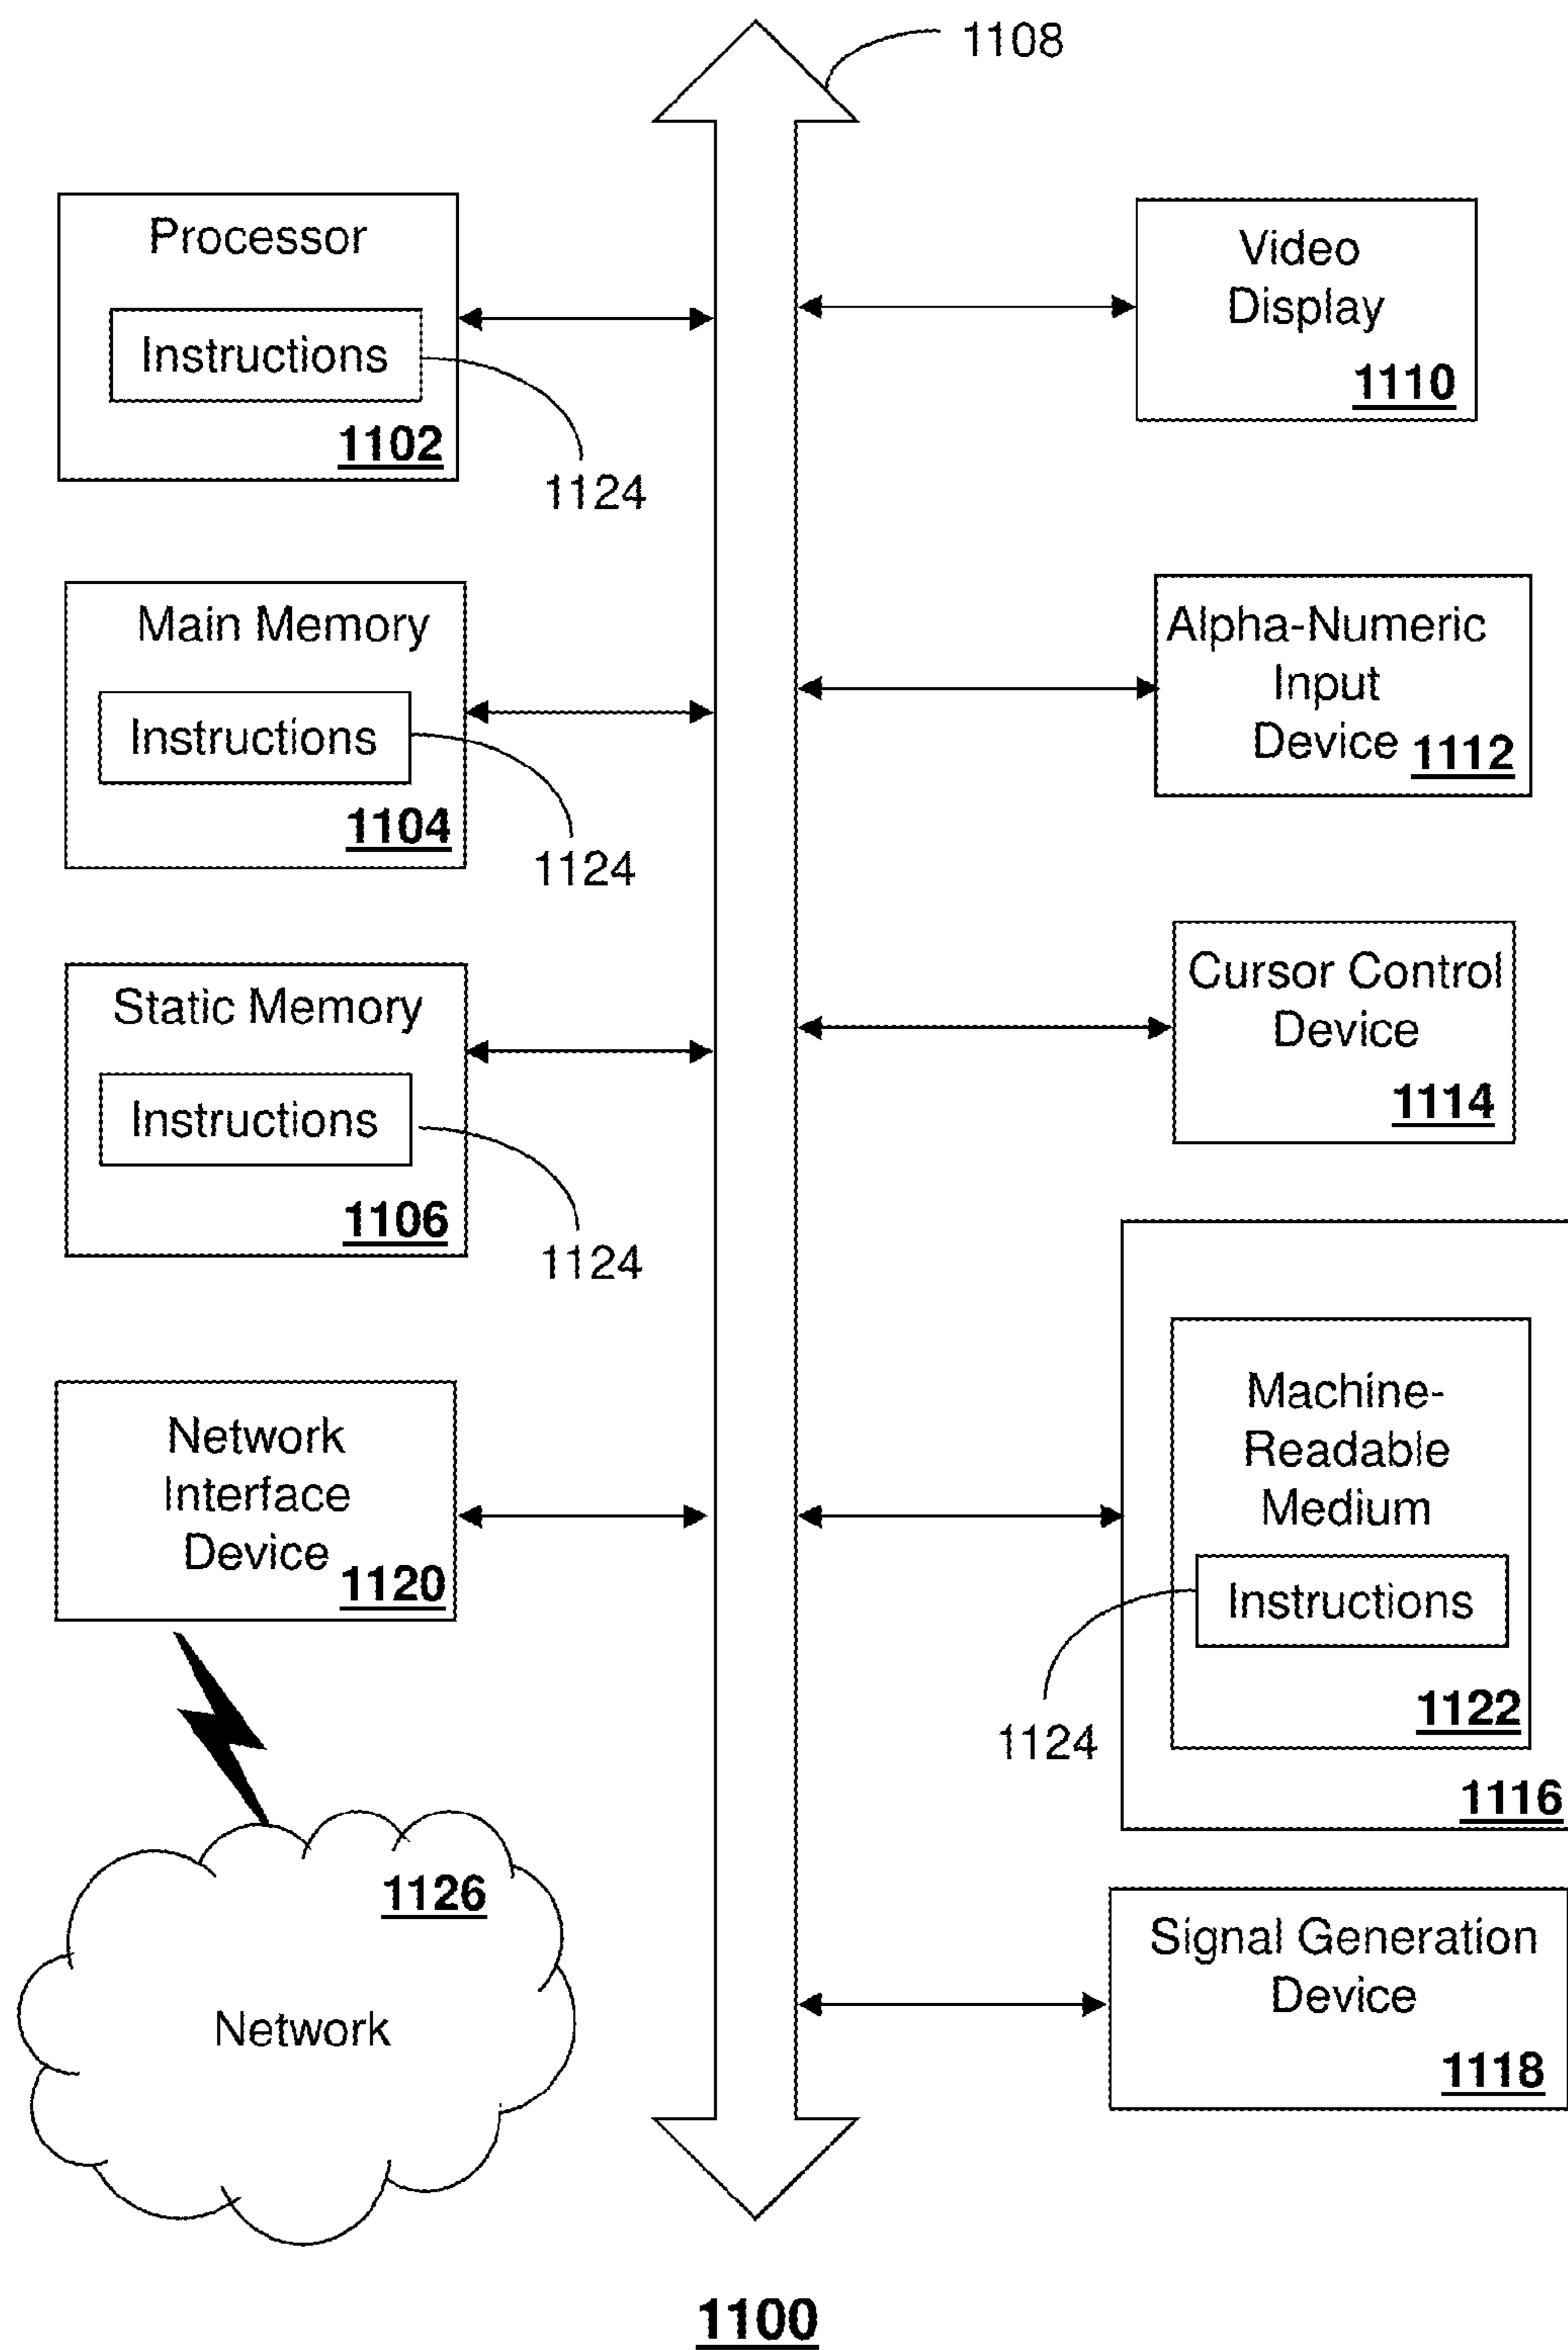 1108
Processor
Instructions
1102
1124
Main Memory
Instructions
1104
1124
Static Memory
Instructions
1106
1124
Network
Interface
Device
1120
1126
Network
Video
Display
1110
Alpha-Numeric
Input
Device 1112
Cursor Control
Device
1114
Machine-
Readable
Medium
Instructions
1122
1124
1116
Signal Generation
Device
1118
1100